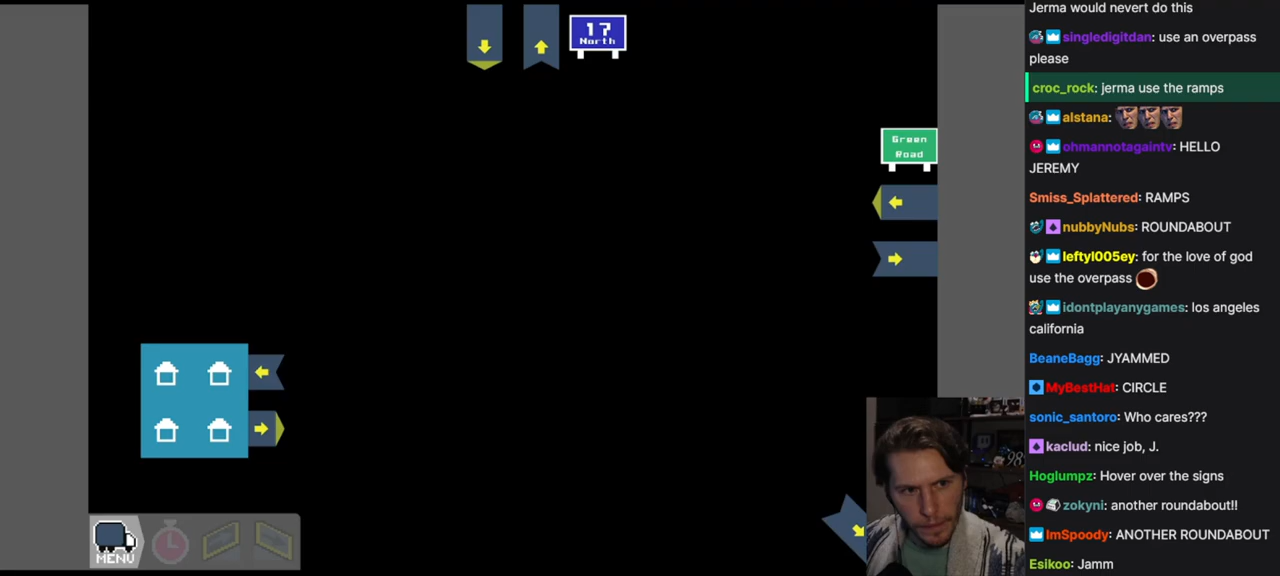 17
North
Green
Road
MENU
Jerma would nevert do this
singledigitdan: use an overpass
please
croc_rock: jerma use the ramps
alstana:
ohmannotagaintv: HELLO
JEREMY
Smiss_Splattered: RAMPS
nubbyNubs: ROUNDABOUT
leftyl005ey: for the love of god
use the overpass
idontplayanygames: los angeles
california
BeaneBagg: JYAMMED
MyBestHat: CIRCLE
sonic_santoro: Who cares???
kaclud: nice job, J.
Hoglumpz: Hover over the signs
zokyni: another roundabout!!
ImSpoody: ANOTHER ROUNDABOUT
Esikoo: Jamm